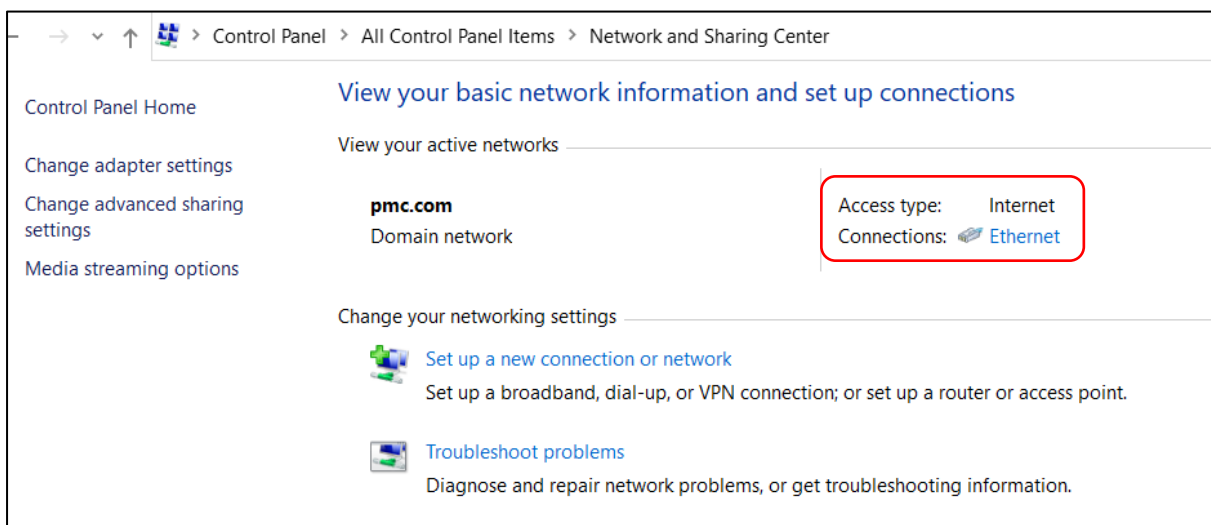 Control Panel > All Control Panel Items > Network and Sharing Center
Control Panel Home
Change adapter settings
Change advanced sharing
settings
Media streaming options
View your basic network information and set up connections
View your active networks
pmc.com
Domain network
Access type: Internet
Connections: Ethernet
Change your networking settings
Set up a new connection or network
Set up a broadband, dial-up, or VPN connection; or set up a router or access point.
Troubleshoot problems
Diagnose and repair network problems, or get troubleshooting information.